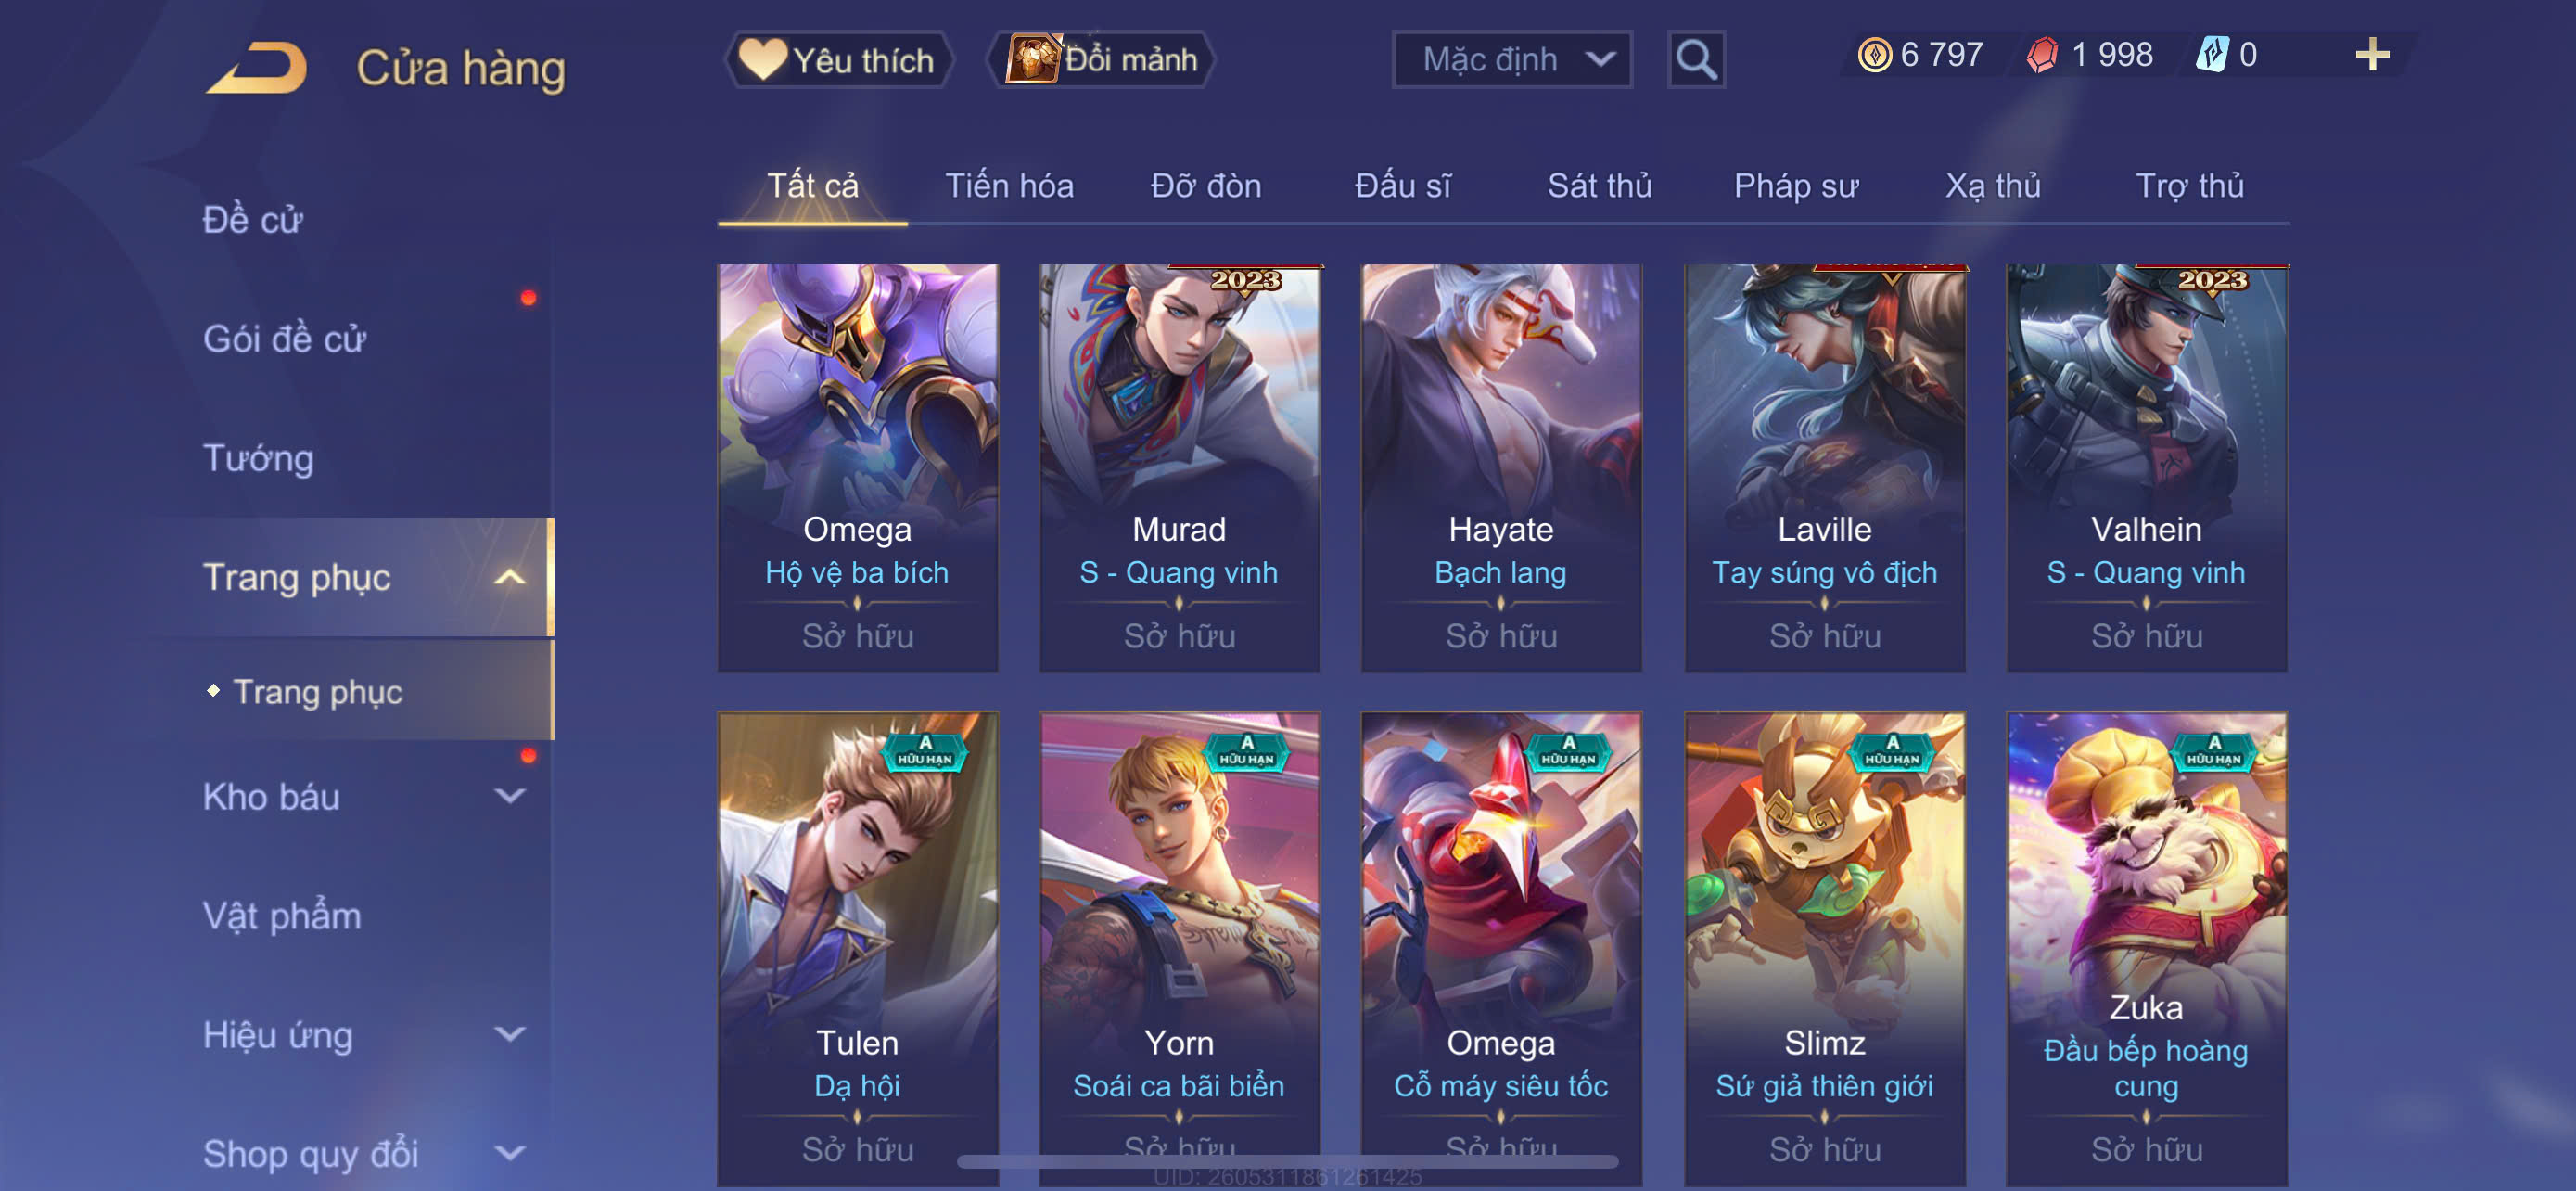 Cửa hàng
Yêu thích
Đổi mảnh
Mặc định
6 797
1 998
0
Tất cả
Tiến hóa
Đỡ đòn
Đấu sĩ
Sát thủ
Pháp sư
Xạ thủ
Trợ thủ
Đề cử
Gói đề cử
Tướng
Trang phục
Trang phục
Kho báu
Vật phẩm
Hiệu ứng
Shop quy đổi
Omega
Hộ vệ ba bích
Sở hữu
2023
Murad
S - Quang vinh
Sở hữu
Hayate
Bạch lang
Sở hữu
Laville
Tay súng vô địch
Sở hữu
2023
Valhein
S - Quang vinh
Sở hữu
A
HỮU HẠN
Tulen
Dạ hội
Sở hữu
A
HỮU HẠN
Yorn
Soái ca bãi biển
Sở hữu
A
HỮU HẠN
Omega
Cỗ máy siêu tốc
Sở hữu
A
HỮU HẠN
Slimz
Sứ giả thiên giới
Sở hữu
A
HỮU HẠN
Zuka
Đầu bếp hoàng
cung
Sở hữu
UID: 2605311861261425